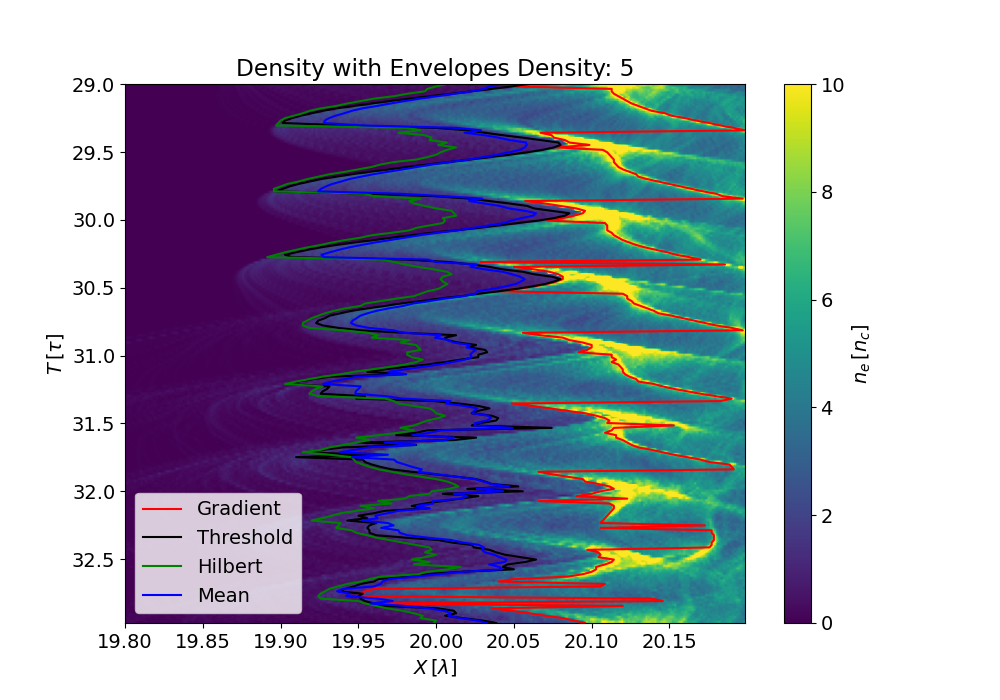 Density with Envelopes Density: 5
29.0
29.5
30.0
30.5
31.0
31.5
32.0
32.5
T [τ]
Gradient
Threshold
Hilbert
Mean
19.80 19.85 19.90 19.95 20.00 20.05 20.10 20.15
X [λ]
10
8
6
4
2
0
n_e [n_c]